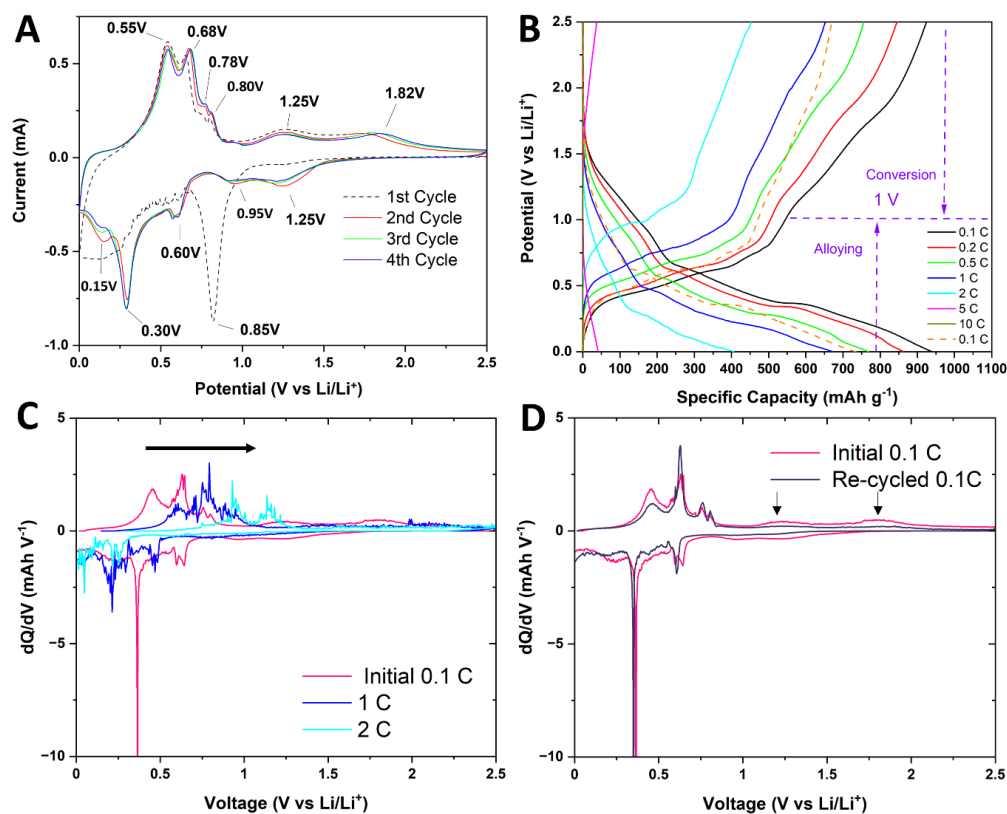 A
0.55V
0.68V
0.78V
0.80V
1.25V
1.82V
0.5
0.0
-0.5
-1.0
Current (mA)
1st Cycle
2nd Cycle
3rd Cycle
4th Cycle
0.95V
1.25V
0.60V
0.15V
0.30V
0.85V
0.0 0.5 1.0 1.5 2.0 2.5
Potential (V vs Li/Li⁺)
B
2.5
2.0
1.5
1.0
0.5
0.0
Potential (V vs Li/Li⁺)
Conversion
1 V
Alloying
0.1 C
0.2 C
0.5 C
1 C
2 C
5 C
10 C
0.1 C
0 100 200 300 400 500 600 700 800 900 1000 1100
Specific Capacity (mAh g⁻¹)
C
5
0
−5
−10
dQ/dV (mAh V⁻¹)
Initial 0.1 C
1 C
2 C
0.0 0.5 1.0 1.5 2.0 2.5
Voltage (V vs Li/Li⁺)
D
5
0
−5
−10
dQ/dV (mAh V⁻¹)
Initial 0.1 C
Re-cycled 0.1C
0.0 0.5 1.0 1.5 2.0 2.5
Voltage (V vs Li/Li⁺)